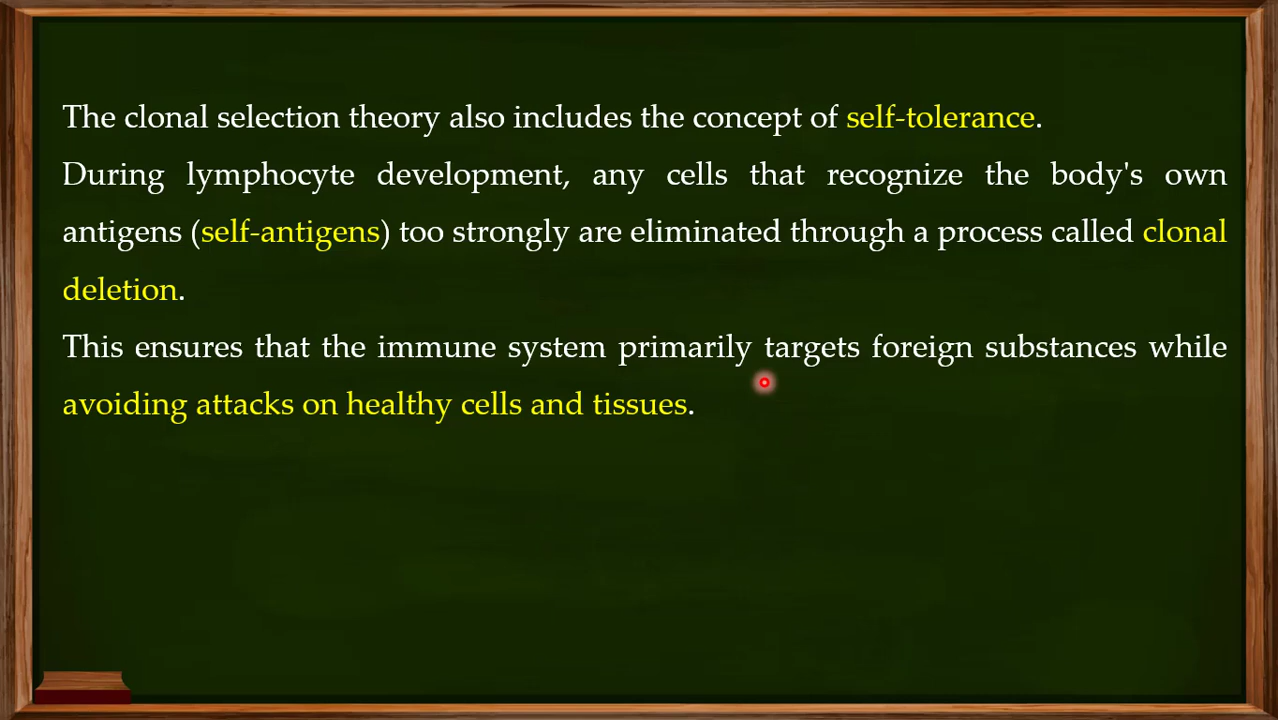 The clonal selection theory also includes the concept of self-tolerance.
During lymphocyte development, any cells that recognize the body's own
antigens (self-antigens) too strongly are eliminated through a process called clonal
deletion.
This ensures that the immune system primarily targets foreign substances while
avoiding attacks on healthy cells and tissues.